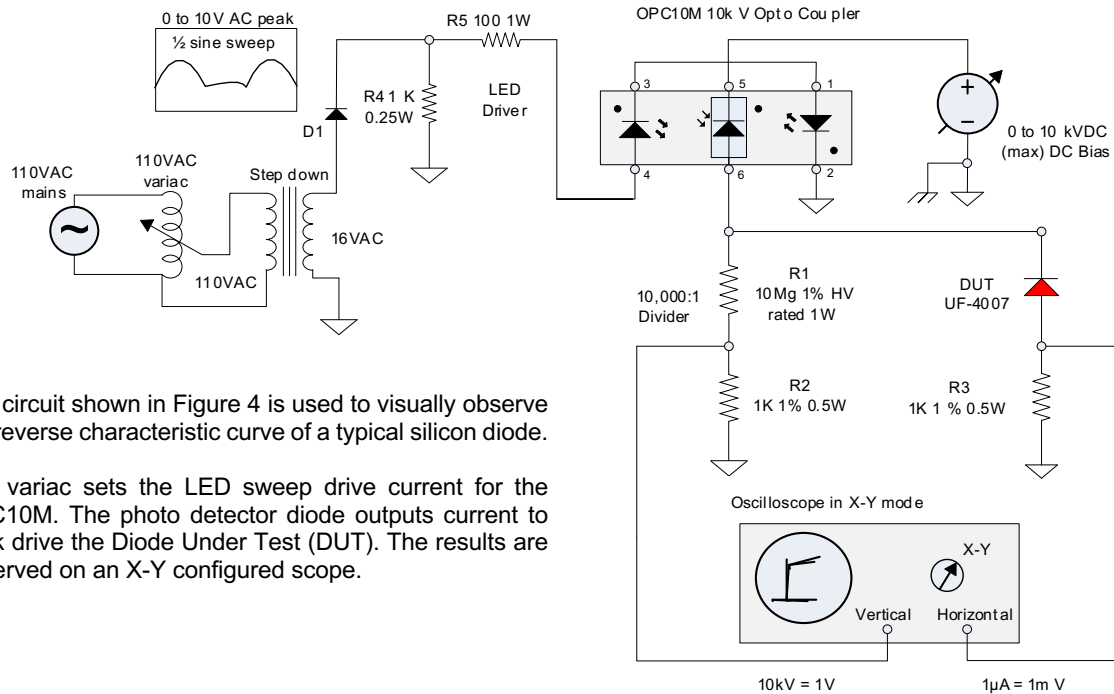 0 to 10V AC peak
½ sine sweep
R5 100 1W
OPC10M 10k V Opto Coupler
R4 1 K
0.25W
LED
Driver
D1
3
5
1
4
6
2
+
−
0 to 10 kVDC
(max) DC Bias
110VAC
mains
110VAC
variac
Step down
~
16VAC
110VAC
10,000:1
Divider
R1
10Mg 1% HV
rated 1W
DUT
UF-4007
R2
1K 1% 0.5W
R3
1K 1 % 0.5W
circuit shown in Figure 4 is used to visually observe
reverse characteristic curve of a typical silicon diode.
variac sets the LED sweep drive current for the
C10M. The photo detector diode outputs current to
k drive the Diode Under Test (DUT). The results are
erved on an X-Y configured scope.
Oscilloscope in X-Y mode
X-Y
Vertical
Horizontal
10kV = 1V
1µA = 1m V